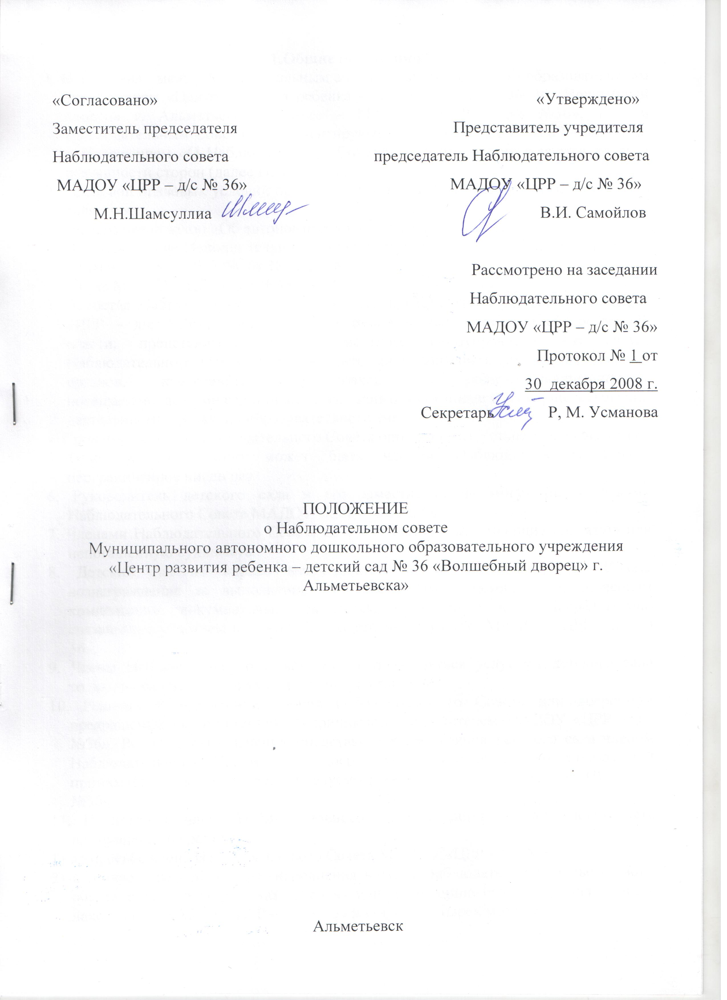 «Согласовано»
Заместитель председателя
Наблюдательного совета
МАДОУ «ЦРР – д/с № 36»
М.Н.Шамсуллиа
«Утверждено»
Представитель учредителя
председатель Наблюдательного совета
МАДОУ «ЦРР – д/с № 36»
В.И. Самойлов
Рассмотрено на заседании
Наблюдательного совета
МАДОУ «ЦРР – д/с № 36»
Протокол № 1 от
30 декабря 2008 г.
Секретарь Р, М. Усманова
ПОЛОЖЕНИЕ
о Наблюдательном совете
Муниципального автономного дошкольного образовательного учреждения
«Центр развития ребенка – детский сад № 36 «Волшебный дворец» г.
Альметьевска»
Альметьевск